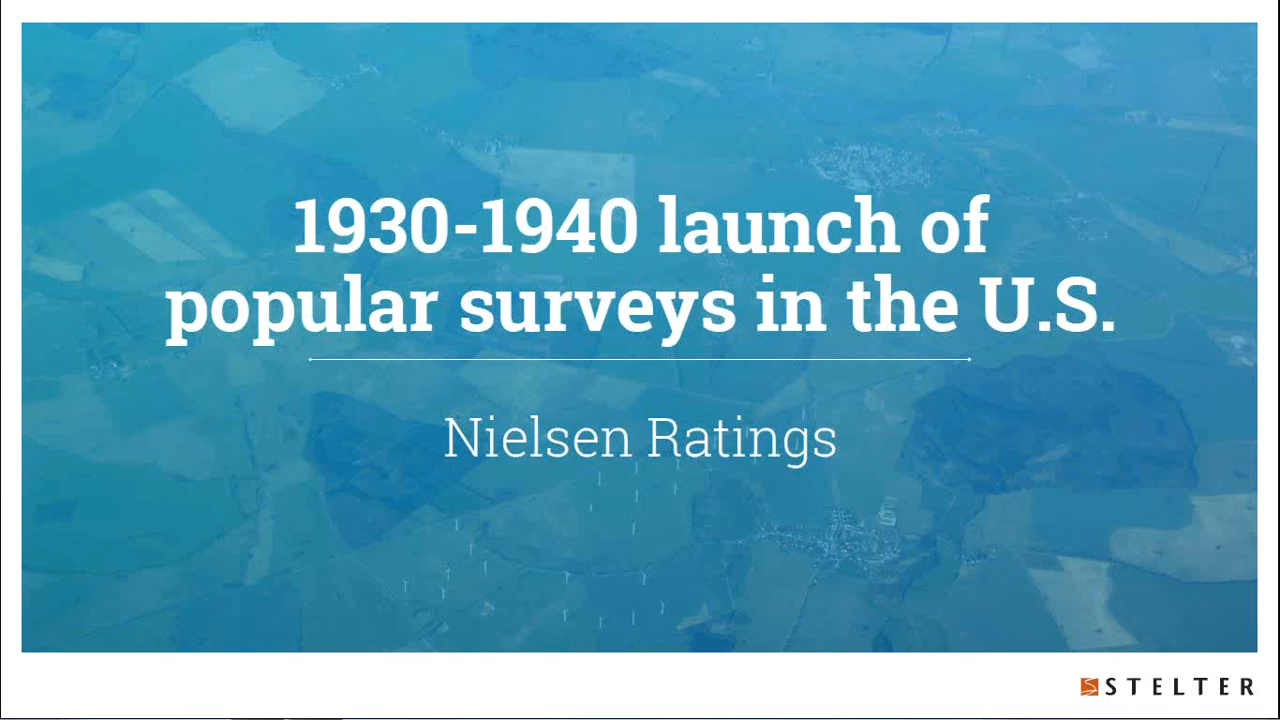 1930-1940 launch of
popular surveys in the U.S.
Nielsen Ratings
STELTER